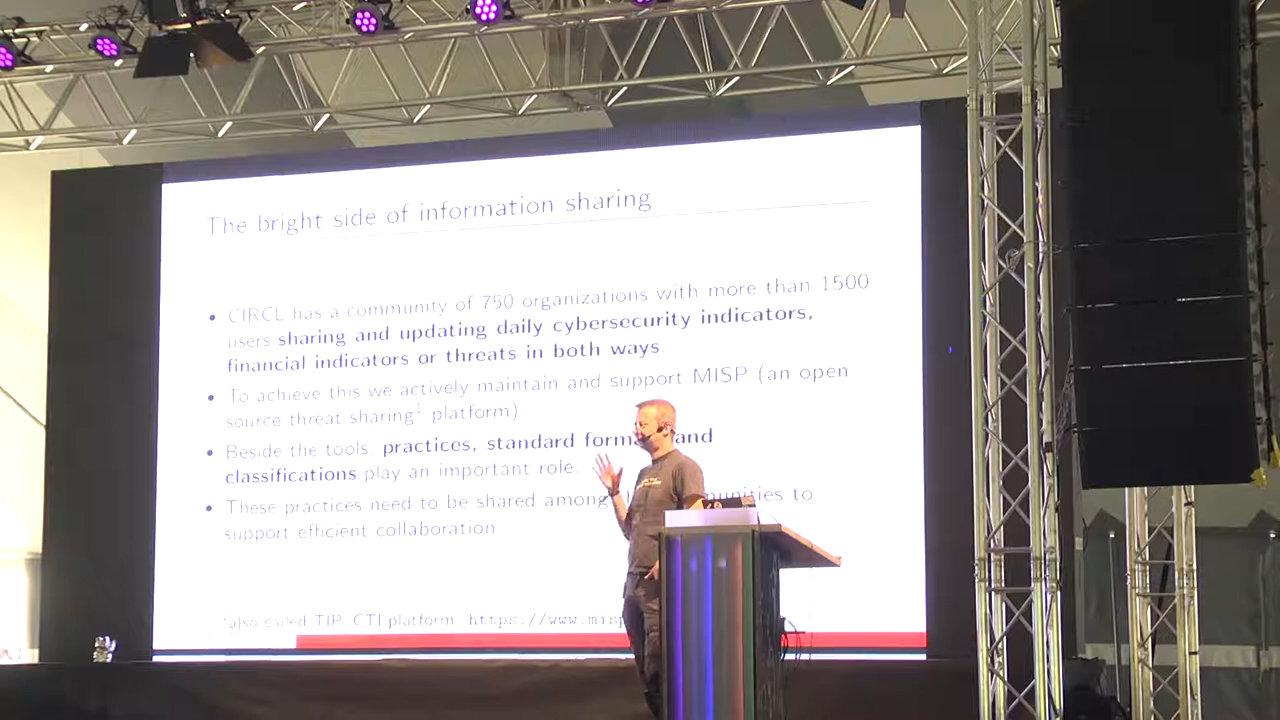 The bright side of information sharing
• CIRCL has a community of 750 organizations with more than 1500
users sharing and updating daily cybersecurity indicators,
financial indicators or threats in both ways.
• To achieve this we actively maintain and support MISP (an open
source threat sharing¹ platform)
• Beside the tools, practices, standard and
classifications play an important role.
• These practices need to be shared among to
support efficient collaboration
¹also called TIP, CTI platform https://www.misp